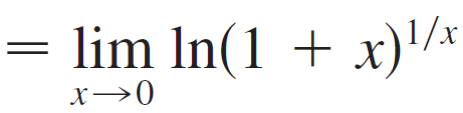 = lim ln(1 + x)^{1/x}
x→0